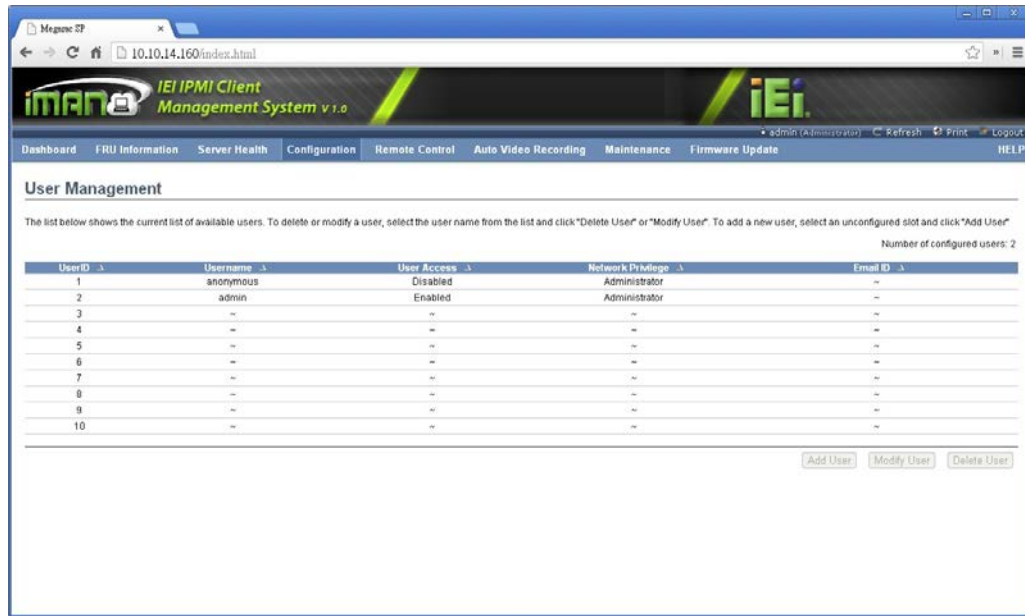 Megarac SP
10.10.14.160/index.html
iMAN
IEI IPMI Client
Management System v 1.0
iEi
admin (Administrator) Refresh Print Logout
Dashboard FRU Information Server Health Configuration Remote Control Auto Video Recording Maintenance Firmware Update HELP
User Management
The list below shows the current list of available users. To delete or modify a user, select the user name from the list and click "Delete User" or "Modify User". To add a new user, select an unconfigured slot and click "Add User"
Number of configured users: 2
UserID Username User Access Network Privilege Email ID
1 anonymous Disabled Administrator ~
2 admin Enabled Administrator ~
3 ~ ~ ~ ~
4 ~ ~ ~ ~
5 ~ ~ ~ ~
6 ~ ~ ~ ~
7 ~ ~ ~ ~
8 ~ ~ ~ ~
9 ~ ~ ~ ~
10 ~ ~ ~ ~
Add User Modify User Delete User